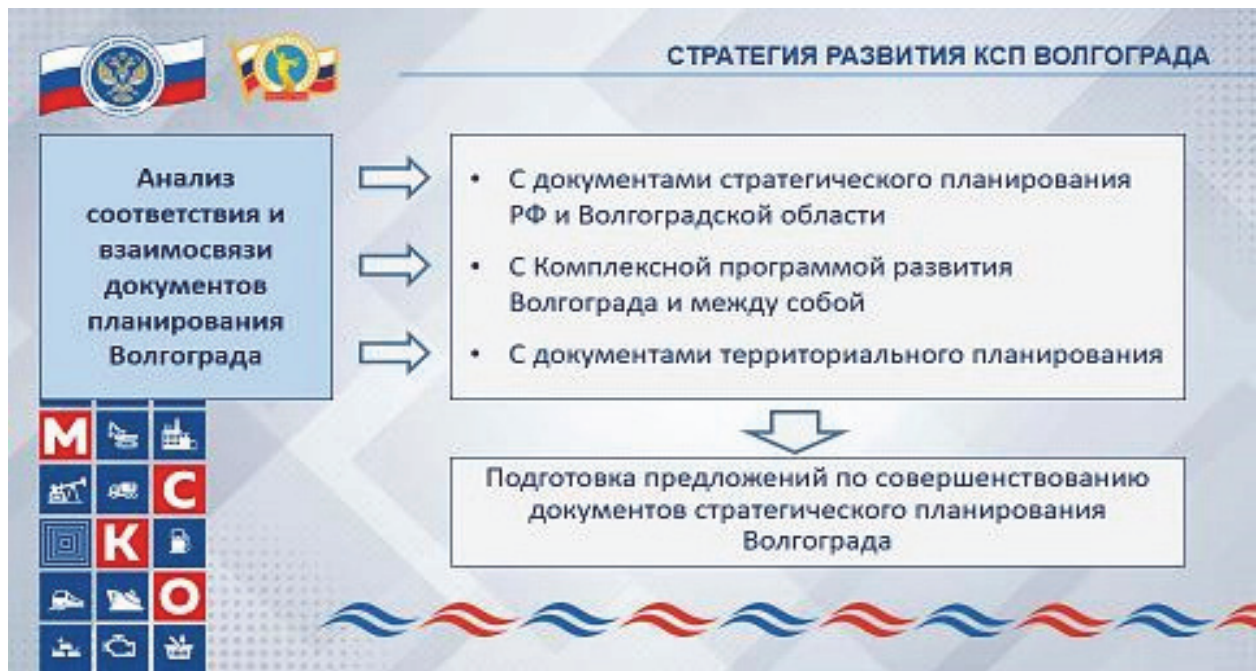 СТРАТЕГИЯ РАЗВИТИЯ КСП ВОЛГОГРАДА
Анализ
соответствия и
взаимосвязи
документов
планирования
Волгограда
• С документами стратегического планирования
РФ и Волгоградской области
• С Комплексной программой развития
Волгограда и между собой
• С документами территориального планирования
Подготовка предложений по совершенствованию
документов стратегического планирования
Волгограда
М
С
К
О